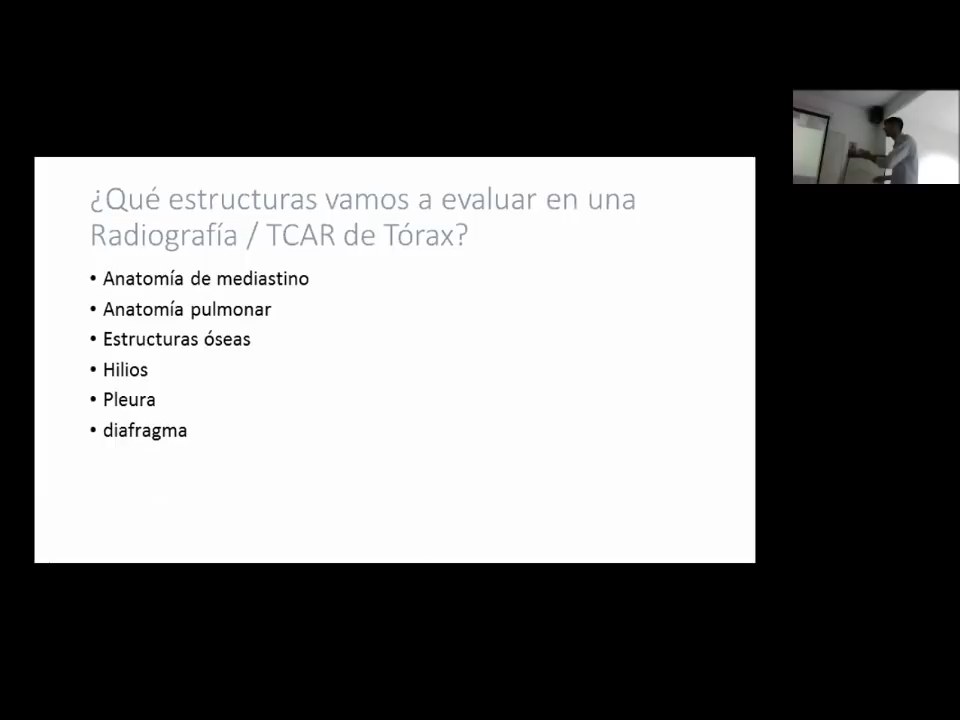 ¿Qué estructuras vamos a evaluar en una
Radiografía / TCAR de Tórax?
• Anatomía de mediastino
• Anatomía pulmonar
• Estructuras óseas
• Hilios
• Pleura
• diafragma